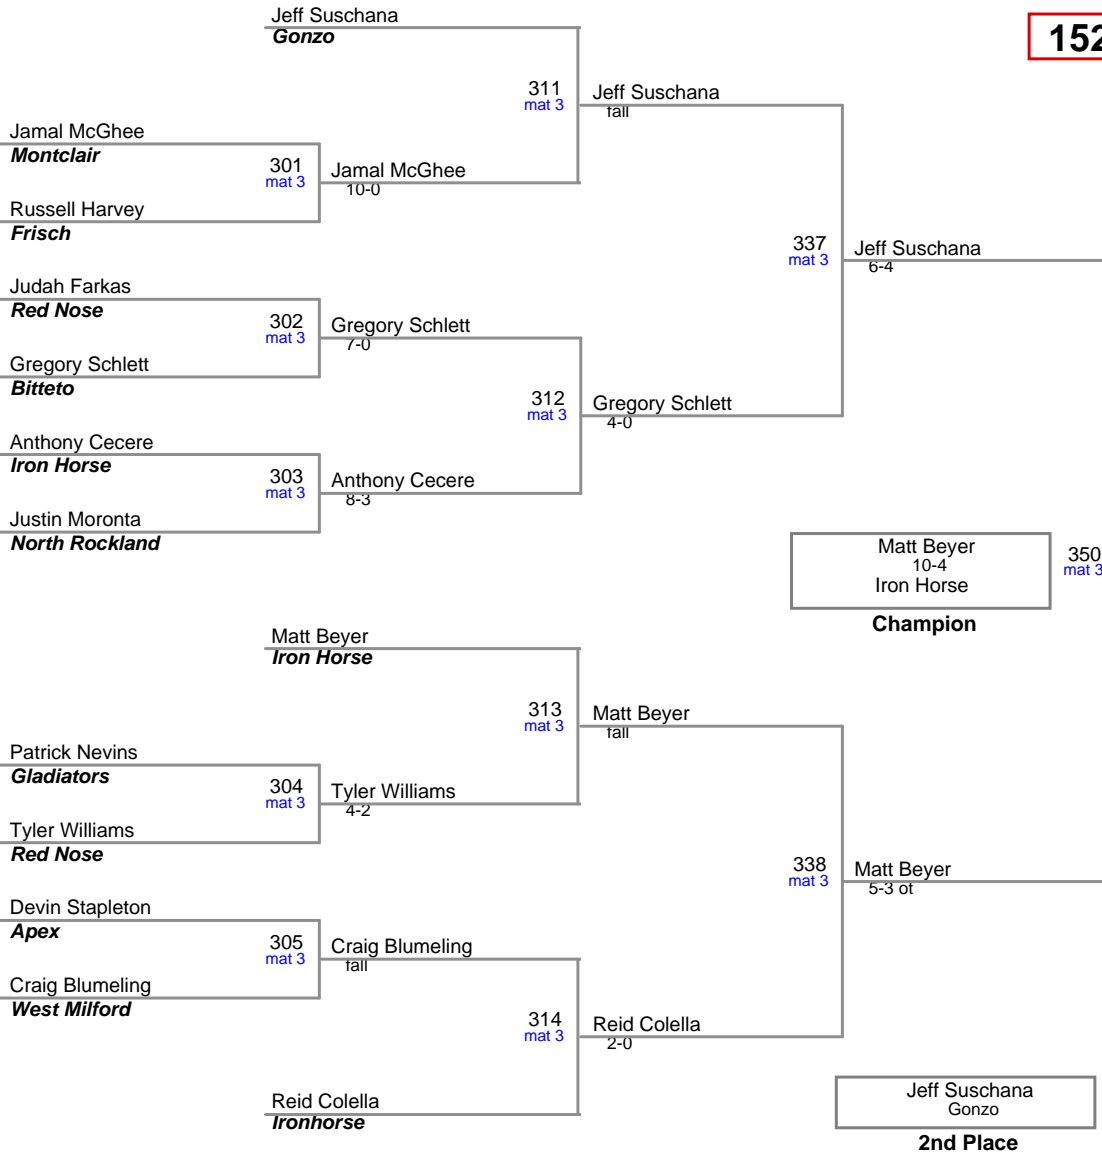 Jeff Suschana
Gonzo
152
311
mat 3
Jeff Suschana
fall
Jamal McGhee
Montclair
301
mat 3
Jamal McGhee
10-0
Russell Harvey
Frisch
337
mat 3
Jeff Suschana
6-4
Judah Farkas
Red Nose
302
mat 3
Gregory Schlett
7-0
Gregory Schlett
Bitteto
312
mat 3
Gregory Schlett
4-0
Anthony Cecere
Iron Horse
303
mat 3
Anthony Cecere
8-3
Justin Moronta
North Rockland
Matt Beyer
10-4
Iron Horse
350
mat 3
Champion
Matt Beyer
Iron Horse
313
mat 3
Matt Beyer
fall
Patrick Nevins
Gladiators
304
mat 3
Tyler Williams
4-2
Tyler Williams
Red Nose
338
mat 3
Matt Beyer
5-3 ot
Devin Stapleton
Apex
305
mat 3
Craig Blumeling
fall
Craig Blumeling
West Milford
314
mat 3
Reid Colella
2-0
Reid Colella
Ironhorse
Jeff Suschana
Gonzo
2nd Place